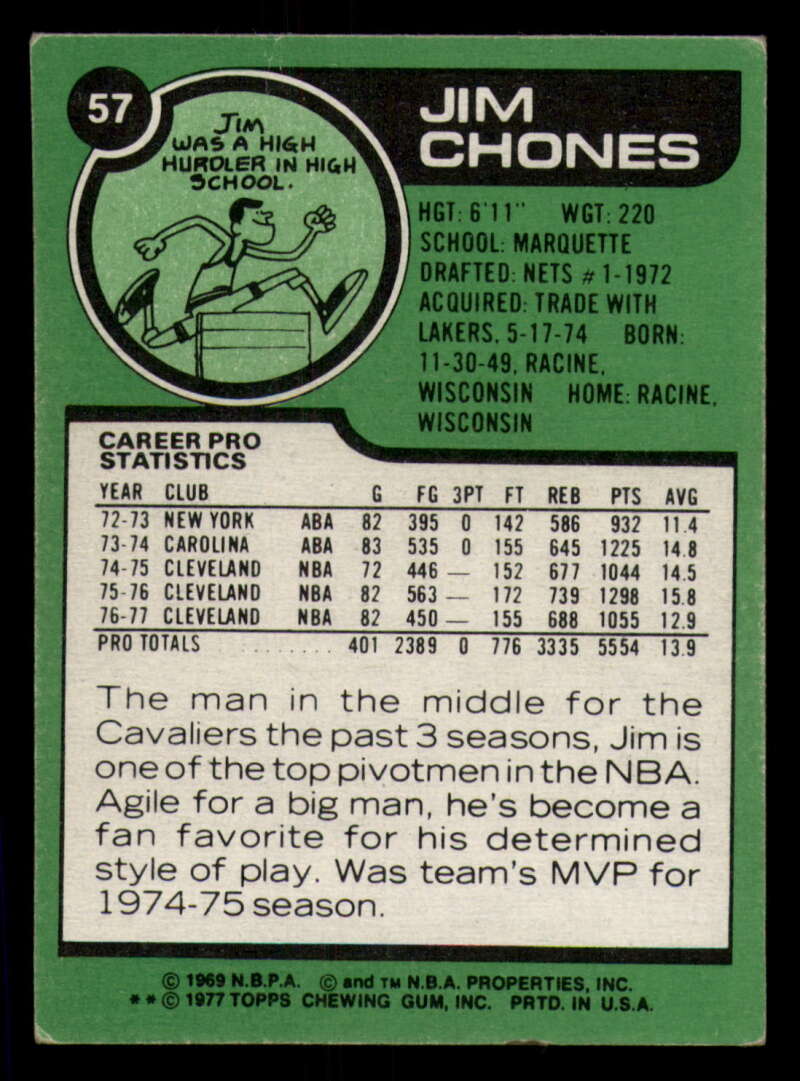 57
JIM
WAS A HIGH
HURDLER IN HIGH
SCHOOL.
JIM
CHONES
HGT: 6'11" WGT: 220
SCHOOL: MARQUETTE
DRAFTED: NETS #1-1972
ACQUIRED: TRADE WITH
LAKERS, 5-17-74 BORN:
11-30-49, RACINE,
WISCONSIN HOME: RACINE,
WISCONSIN
CAREER PRO
STATISTICS
YEAR CLUB G FG 3PT FT REB PTS AVG
72-73 NEW YORK ABA 82 395 0 142 586 932 11.4
73-74 CAROLINA ABA 83 535 0 155 645 1225 14.8
74-75 CLEVELAND NBA 72 446 — 152 677 1044 14.5
75-76 CLEVELAND NBA 82 563 — 172 739 1298 15.8
76-77 CLEVELAND NBA 82 450 — 155 688 1055 12.9
PRO TOTALS .......... 401 2389 0 776 3335 5554 13.9
The man in the middle for the
Cavaliers the past 3 seasons, Jim is
one of the top pivotmen in the NBA.
Agile for a big man, he's become a
fan favorite for his determined
style of play. Was team's MVP for
1974-75 season.
© 1969 N.B.P.A. © and TM N.B.A. PROPERTIES, INC.
**© 1977 TOPPS CHEWING GUM, INC. PRTD. IN U.S.A.